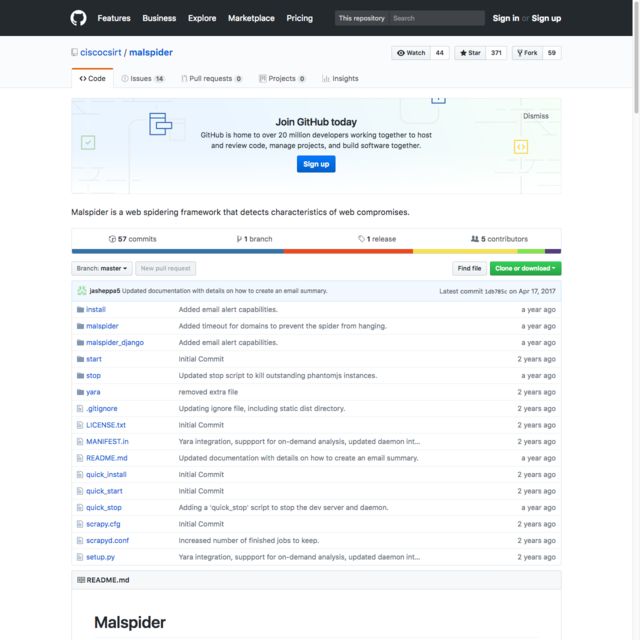 Features Business Explore Marketplace Pricing This repository Search Sign in or Sign up
ciscocsirt / malspider Watch 44 Star 371 Fork 59
Code Issues 14 Pull requests 0 Projects 0 Insights
Join GitHub today Dismiss
GitHub is home to over 20 million developers working together to host
and review code, manage projects, and build software together.
Sign up
Malspider is a web spidering framework that detects characteristics of web compromises.
57 commits 1 branch 1 release 5 contributors
Branch: master New pull request Find file Clone or download
jasheppa5 Updated documentation with details on how to create an email summary. Latest commit 1db785c on Apr 17, 2017
install Added email alert capabilities. a year ago
malspider Added timeout for domains to prevent the spider from hanging. a year ago
malspider_django Added email alert capabilities. a year ago
start Initial Commit 2 years ago
stop Updated stop script to kill outstanding phantomjs instances. a year ago
yara removed extra file 2 years ago
.gitignore Updating ignore file, including static dist directory. 2 years ago
LICENSE.txt Initial Commit 2 years ago
MANIFEST.in Yara integration, suppport for on-demand analysis, updated daemon int... 2 years ago
README.md Updated documentation with details on how to create an email summary. a year ago
quick_install Initial Commit 2 years ago
quick_start Initial Commit 2 years ago
quick_stop Adding a 'quick_stop' script to stop the dev server and daemon. a year ago
scrapy.cfg Initial Commit 2 years ago
scrapyd.conf Increased number of finished jobs to keep. 2 years ago
setup.py Yara integration, suppport for on-demand analysis, updated daemon int... 2 years ago
README.md
Malspider